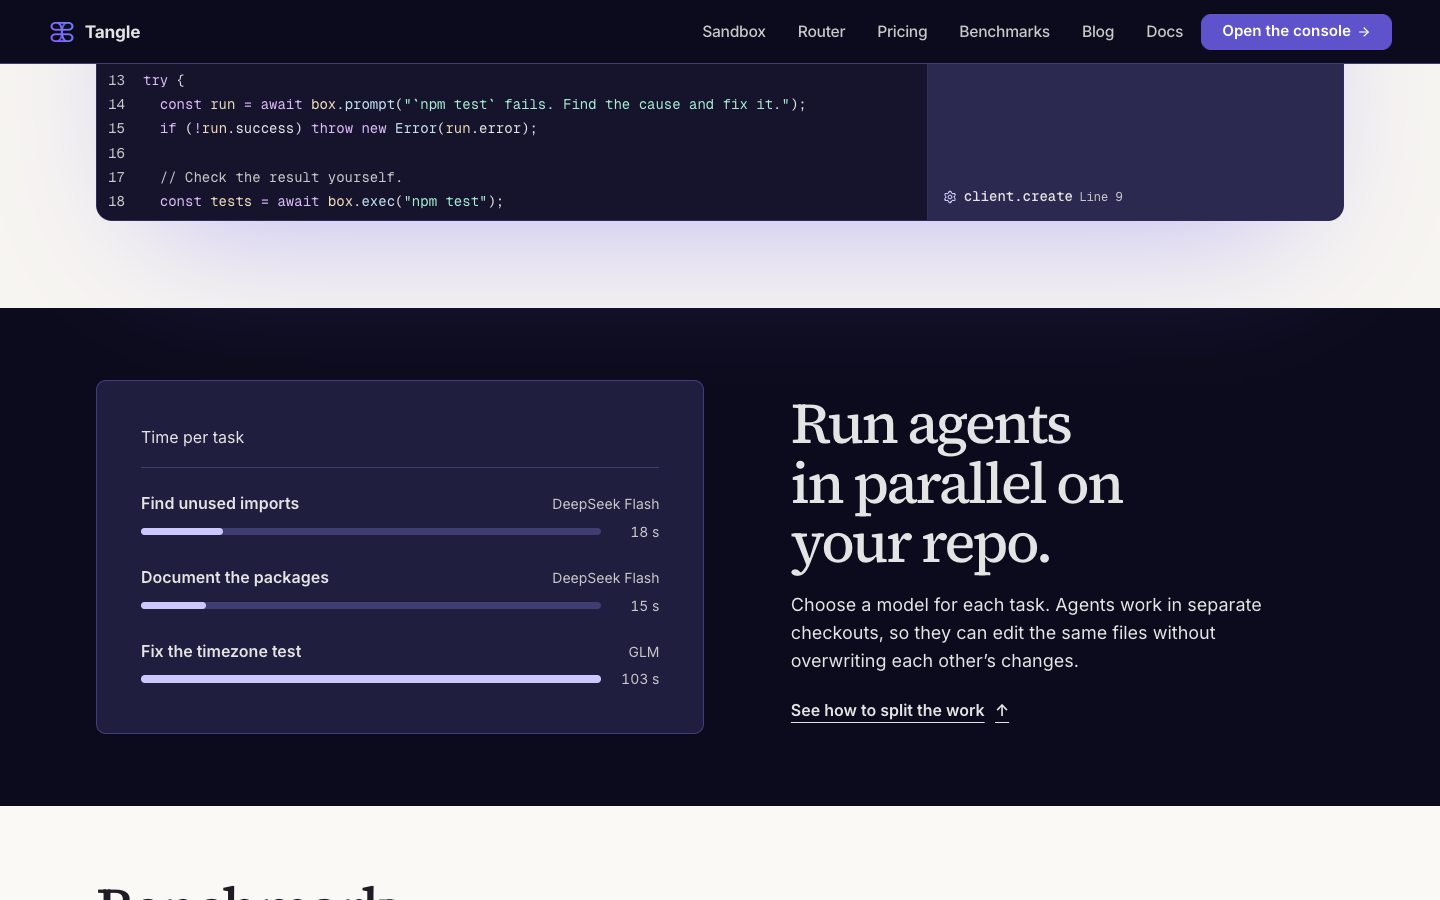 Tangle
Sandbox Router Pricing Benchmarks Blog Docs Open the console →
13 try {
14 const run = await box.prompt("`npm test` fails. Find the cause and fix it.");
15 if (!run.success) throw new Error(run.error);
16
17 // Check the result yourself.
18 const tests = await box.exec("npm test");
client.create Line 9
Time per task
Find unused imports DeepSeek Flash
18 s
Document the packages DeepSeek Flash
15 s
Fix the timezone test GLM
103 s
Run agents
in parallel on
your repo.
Choose a model for each task. Agents work in separate
checkouts, so they can edit the same files without
overwriting each other’s changes.
See how to split the work ↑